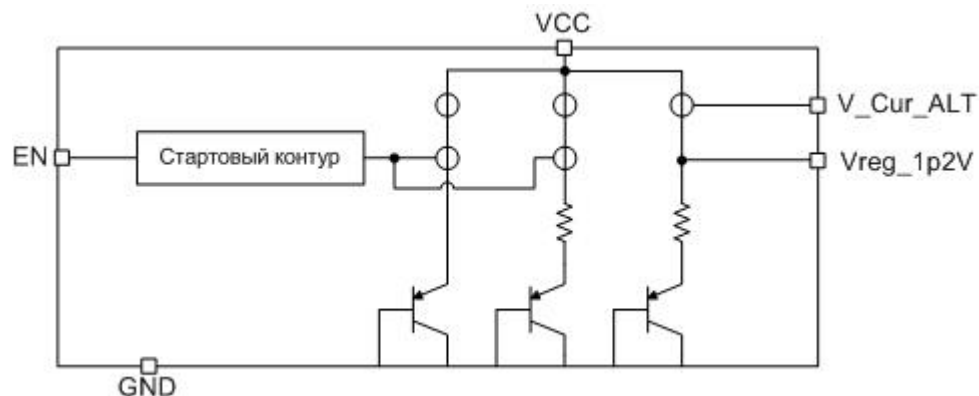 VCC
V_Cur_ALT
EN
Стартовый контур
Vreg_1p2V
GND